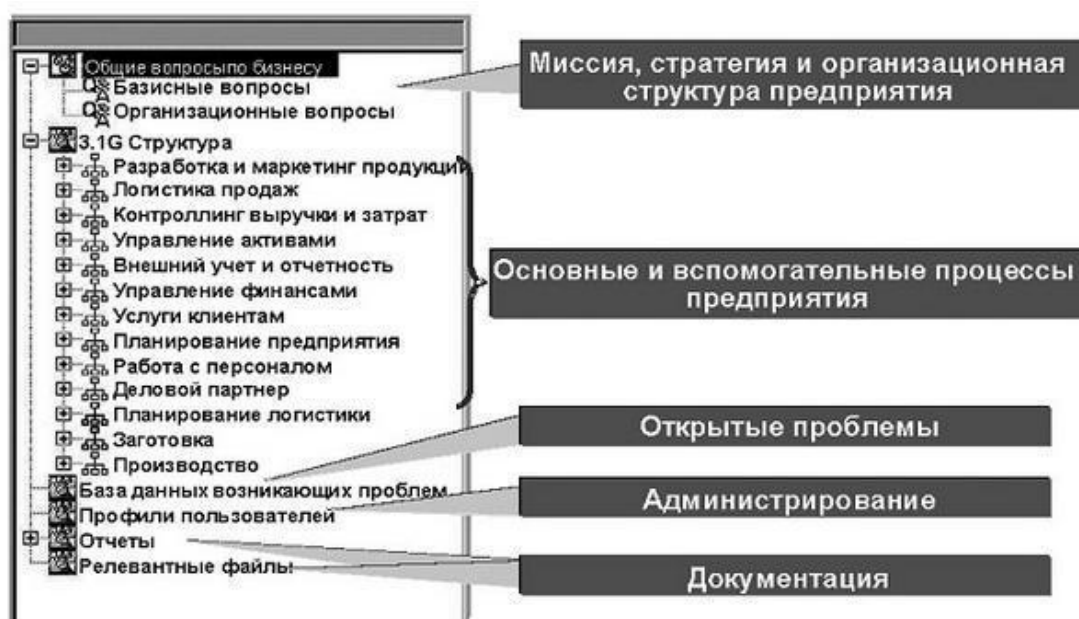 Общие вопросыпо бизнесу
Базисные вопросы
Организационные вопросы
3.1G Структура
Разработка и маркетинг продукции
Логистика продаж
Контроллинг выручки и затрат
Управление активами
Внешний учет и отчетность
Управление финансами
Услуги клиентам
Планирование предприятия
Работа с персоналом
Деловой партнер
Планирование логистики
Заготовка
Производство
База данных возникающих проблем
Профили пользователей
Отчеты
Релевантные файлы
Миссия, стратегия и организационная
структура предприятия
Основные и вспомогательные процессы
предприятия
Открытые проблемы
Администрирование
Документация